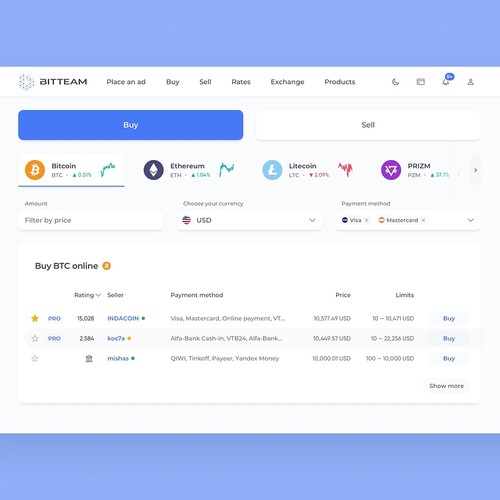 BITTEAM Place an ad Buy Sell Rates Exchange Products 9+
Buy Sell
Bitcoin Ethereum Litecoin PRIZM
BTC • ▲ 0.51% ETH • ▲ 1.04% LTC • ▼ 2.09% PZM ▲ 37.7%
Amount Choose your currency Payment method
Filter by price USD Visa × Mastercard ×
Buy BTC online
Rating Seller Payment method Price Limits
PRO 15,028 INDACOIN Visa, Mastercard, Online payment, VT... 10,577.49 USD 10 — 10,471 USD Buy
PRO 2,584 kos7a Alfa-Bank Cash-in, VTB24, Alfa-Bank... 10,449.57 USD 10 — 22,256 USD Buy
mishas QIWI, Tinkoff, Payeer, Yandex Money 10,000.01 USD 100 — 10,000 USD Buy
Show more